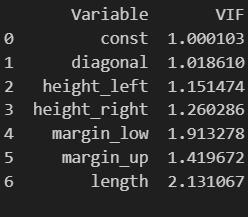 Variable VIF
0 const 1.000103
1 diagonal 1.018610
2 height_left 1.151474
3 height_right 1.260286
4 margin_low 1.913278
5 margin_up 1.419672
6 length 2.131067